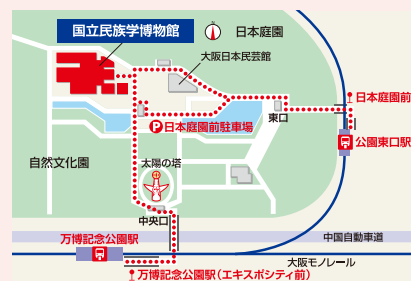 国立民族学博物館
N
日本庭園
大阪日本民芸館
日本庭園前
東口
P日本庭園前駐車場
公園東口駅
自然文化園
太陽の塔
中央口
万博記念公園駅
中国自動車道
大阪モノレール
万博記念公園駅(エキスポシティ前)